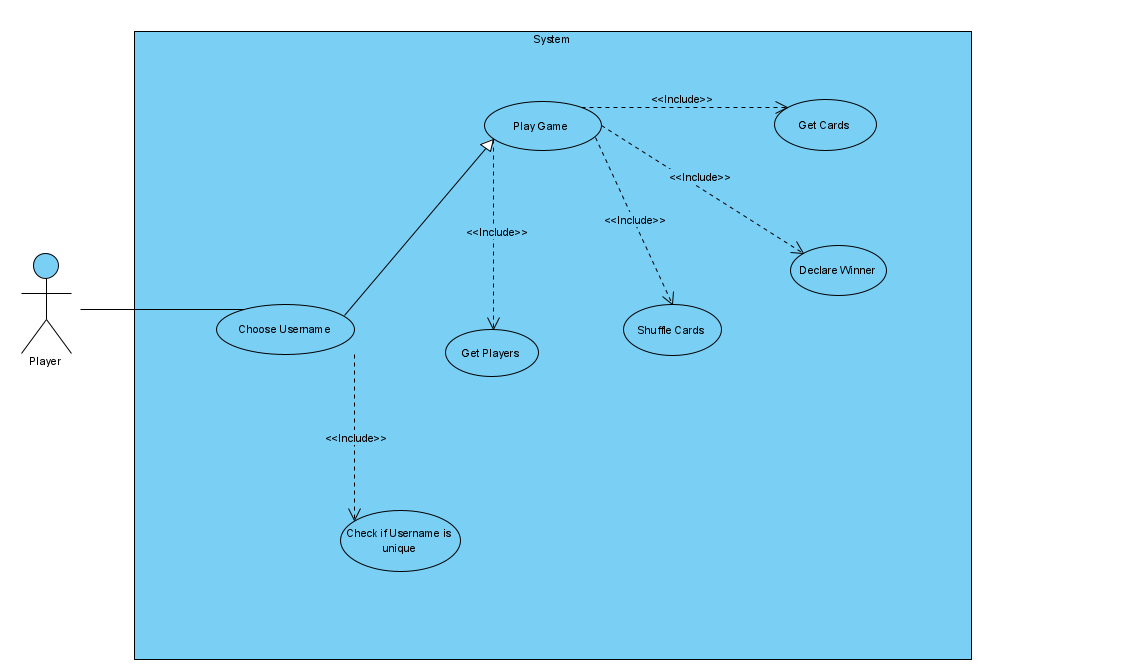 System
<<Include>>
Play Game
Get Cards
<<Include>>
<<Include>>
<<Include>>
Declare Winner
Choose Username
Shuffle Cards
Get Players
Player
<<Include>>
Check if Username is
unique